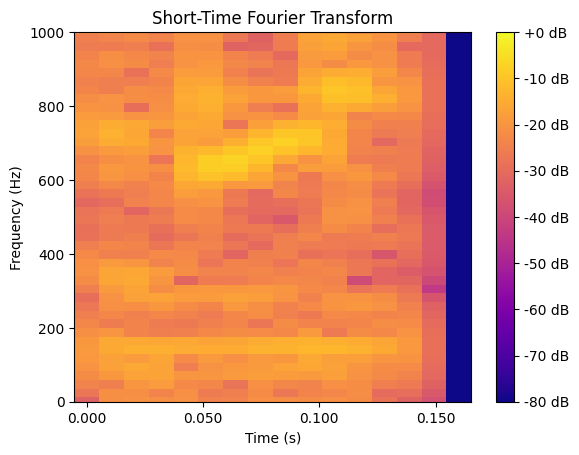 Short-Time Fourier Transform
1000
800
600
400
200
0
Frequency (Hz)
0.000
0.050
0.100
0.150
Time (s)
+0 dB
-10 dB
-20 dB
-30 dB
-40 dB
-50 dB
-60 dB
-70 dB
-80 dB